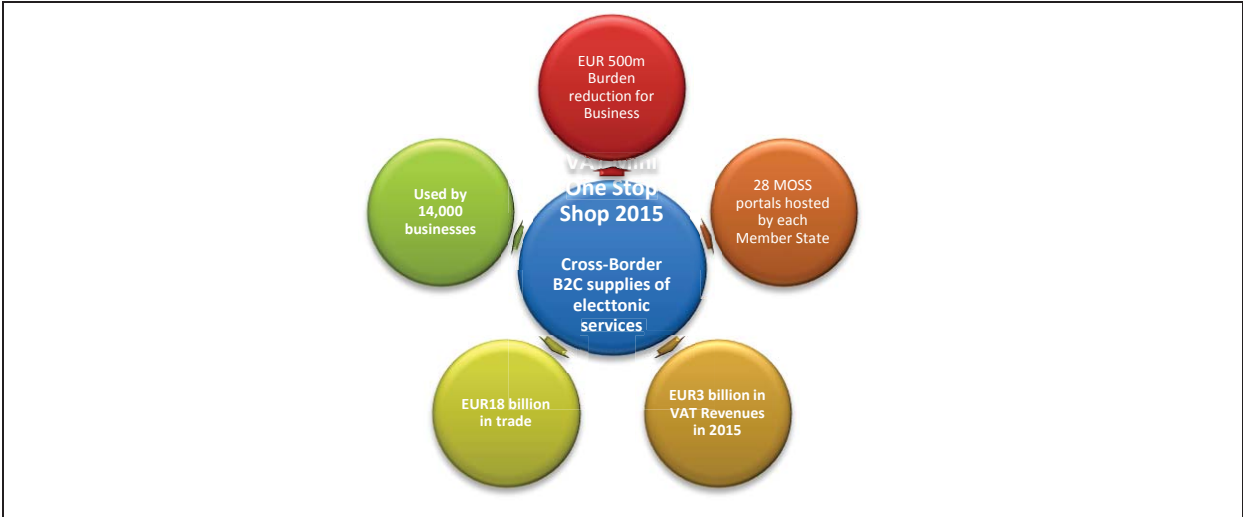 EUR 500m
Burden
reduction for
Business
28 MOSS
portals hosted
by each
Member State
EUR3 billion in
VAT Revenues
in 2015
EUR18 billion
in trade
Used by
14,000
businesses
VAT Mini
One Stop
Shop 2015
Cross-Border
B2C supplies of
electtonic
services